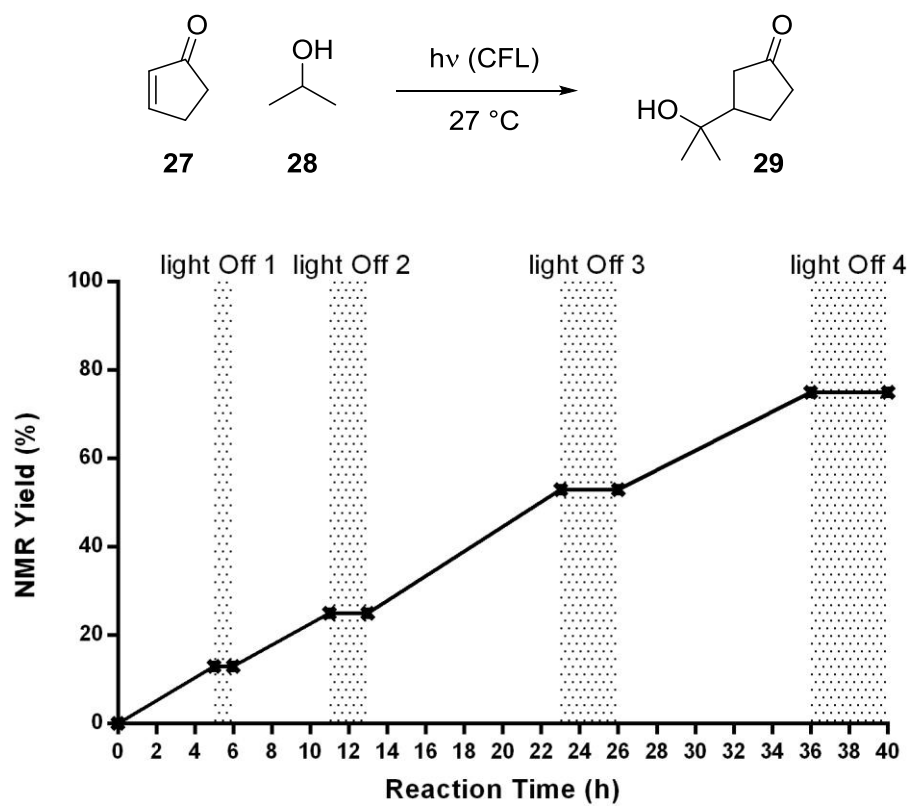 O
OH
hν (CFL)
27 °C
O
HO
27
28
29
light Off 1
light Off 2
light Off 3
light Off 4
100
80
60
40
20
0
NMR Yield (%)
0 2 4 6 8 10 12 14 16 18 20 22 24 26 28 30 32 34 36 38 40
Reaction Time (h)